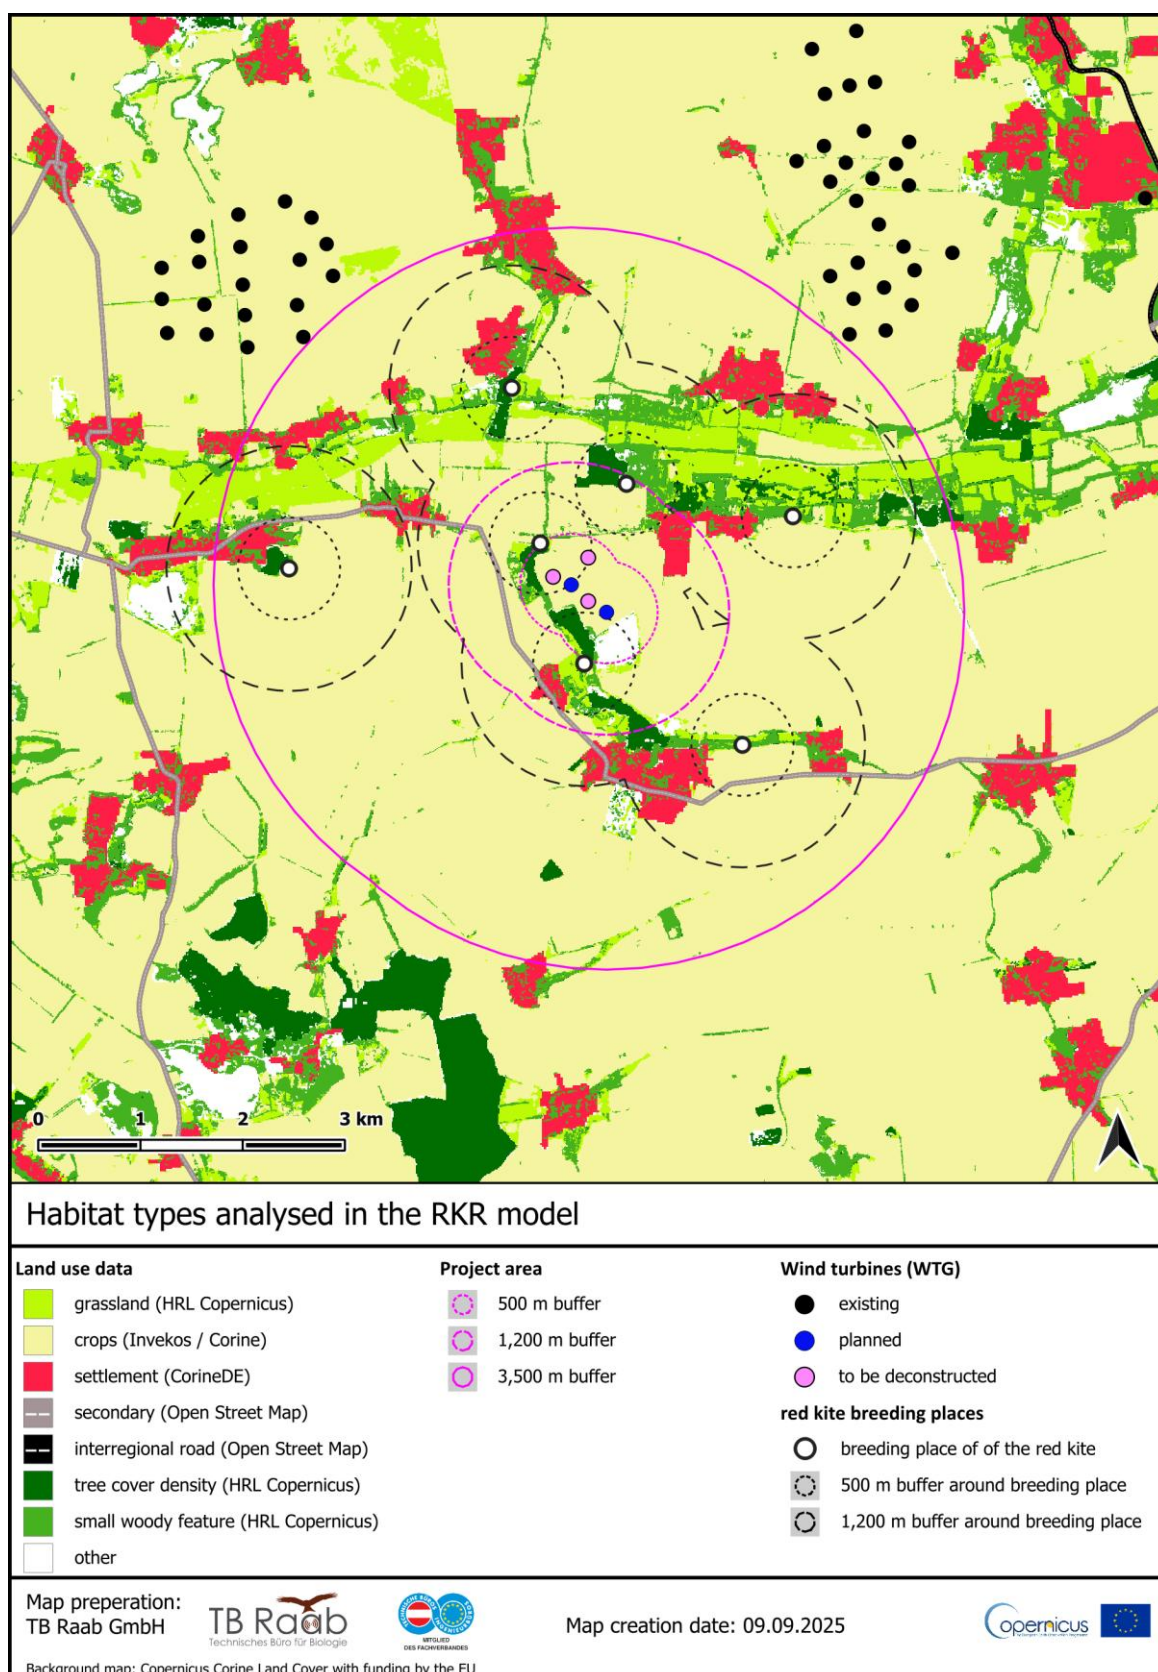 0 1 2 3 km
Habitat types analysed in the RKR model
Land use data
grassland (HRL Copernicus)
crops (Invekos / Corine)
settlement (CorineDE)
secondary (Open Street Map)
interregional road (Open Street Map)
tree cover density (HRL Copernicus)
small woody feature (HRL Copernicus)
other
Project area
500 m buffer
1,200 m buffer
3,500 m buffer
Wind turbines (WTG)
existing
planned
to be deconstructed
red kite breeding places
breeding place of of the red kite
500 m buffer around breeding place
1,200 m buffer around breeding place
Map preperation:
TB Raab GmbH
TB Raab
Technisches Büro für Biologie
MITGLIED
DES FACHVERBANDES
Map creation date: 09.09.2025
opernicus
Background map: Copernicus Corine Land Cover with funding by the EU